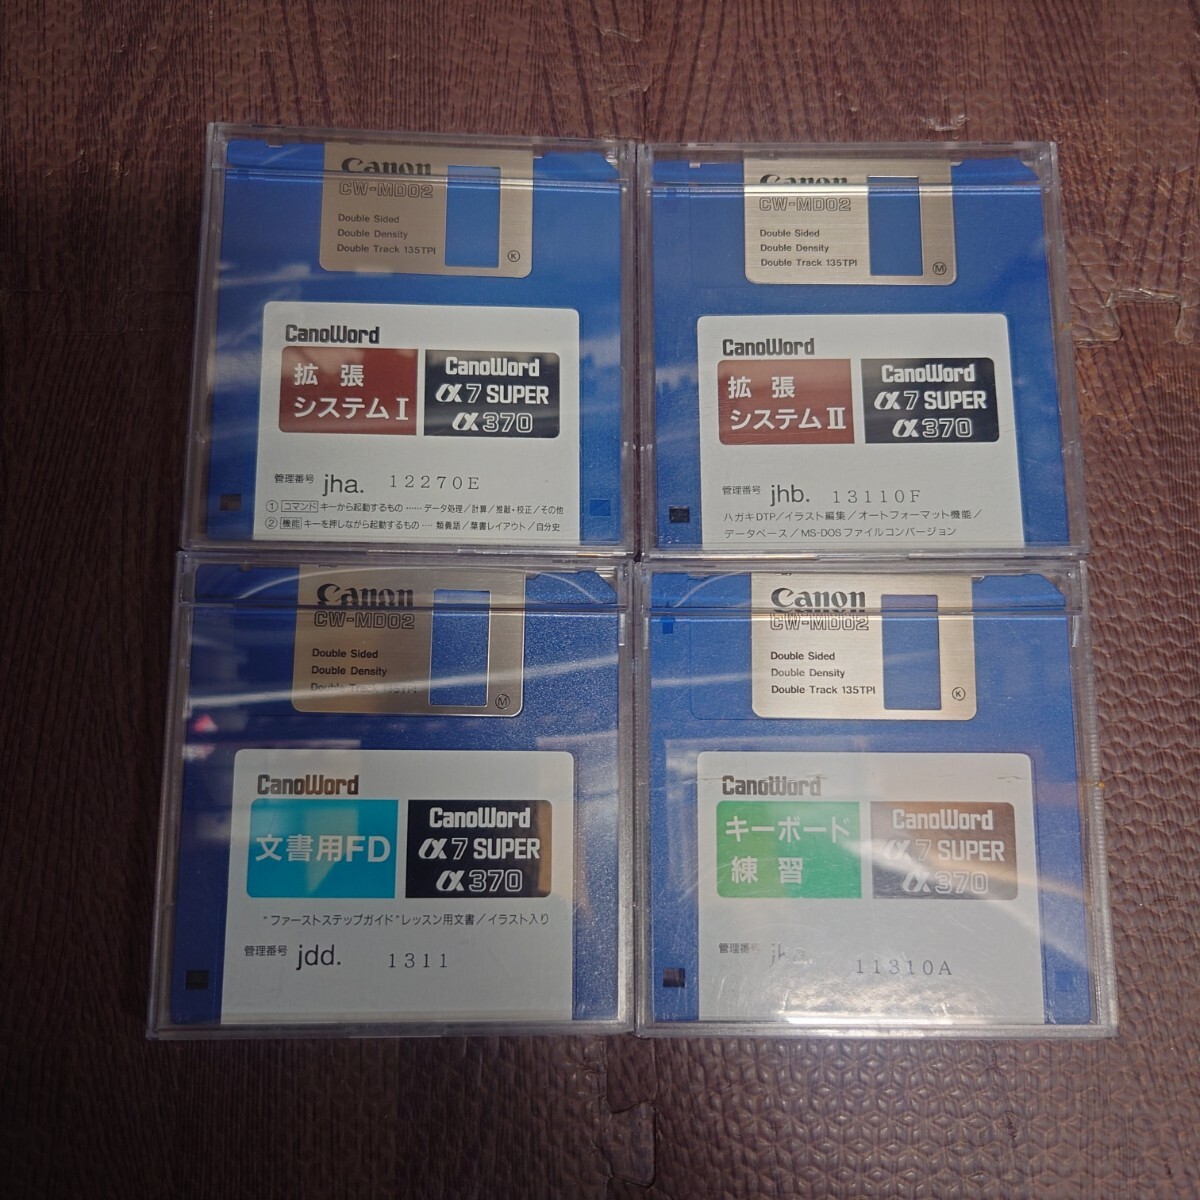 Canon
CW-MD02
Double Sided
Double Density
Double Track 135TPI
K
CanoWord
拡張
システムI
CanoWord
α7 SUPER
α370
管理番号 jha. 12270E
① コマンド キーから起動するもの …… データ処理/計算/推敲・校正/その他
② 機能 キーを押しながら起動するもの … 類義語/葉書レイアウト/自分史
Canon
CW-MD02
Double Sided
Double Density
Double Track 135TPI
M
CanoWord
拡張
システムII
CanoWord
α7 SUPER
α370
管理番号 jhb. 13110F
ハガキDTP/イラスト編集/オートフォーマット機能/
データベース/MS-DOSファイルコンバージョン
Canon
CW-MD02
Double Sided
Double Density
Double Track 135TPI
M
CanoWord
文書用FD
CanoWord
α7 SUPER
α370
"ファーストステップガイド"レッスン用文書/イラスト入り
管理番号 jdd. 1311
Canon
CW-MD02
Double Sided
Double Density
Double Track 135TPI
K
CanoWord
キーボード
練習
CanoWord
α7 SUPER
α370
管理番号 11310A